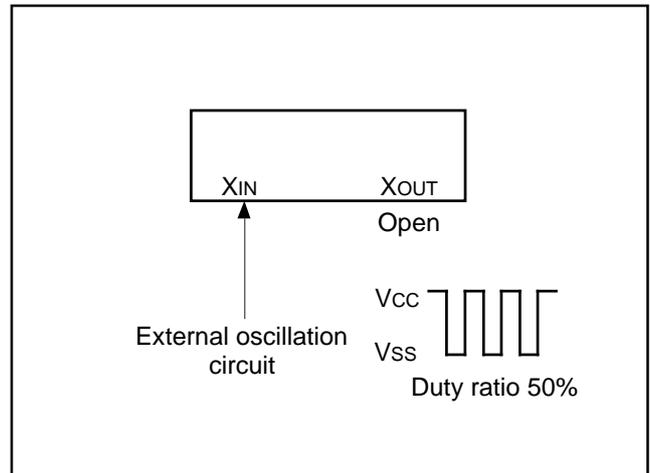 XIN XOUT
Open
VCC
External oscillation
circuit
VSS
Duty ratio 50%